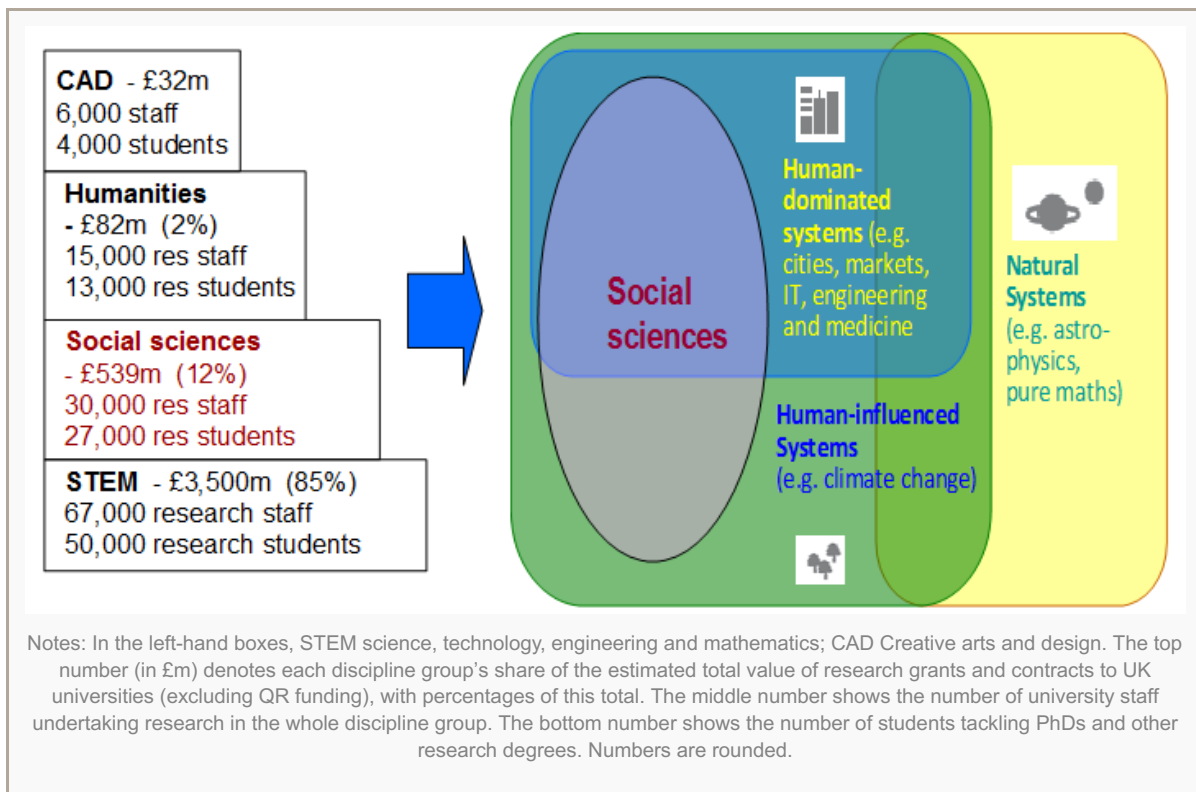 CAD - £32m
6,000 staff
4,000 students
Humanities
- £82m (2%)
15,000 res staff
13,000 res students
Social sciences
- £539m (12%)
30,000 res staff
27,000 res students
STEM - £3,500m (85%)
67,000 research staff
50,000 research students
Social
sciences
Human-
dominated
systems (e.g.
cities, markets,
IT, engineering
and medicine
Human-influenced
Systems
(e.g. climate change)
Natural
Systems
(e.g. astro-
physics,
pure maths)
Notes: In the left-hand boxes, STEM science, technology, engineering and mathematics; CAD Creative arts and design. The top
number (in £m) denotes each discipline group’s share of the estimated total value of research grants and contracts to UK
universities (excluding QR funding), with percentages of this total. The middle number shows the number of university staff
undertaking research in the whole discipline group. The bottom number shows the number of students tackling PhDs and other
research degrees. Numbers are rounded.